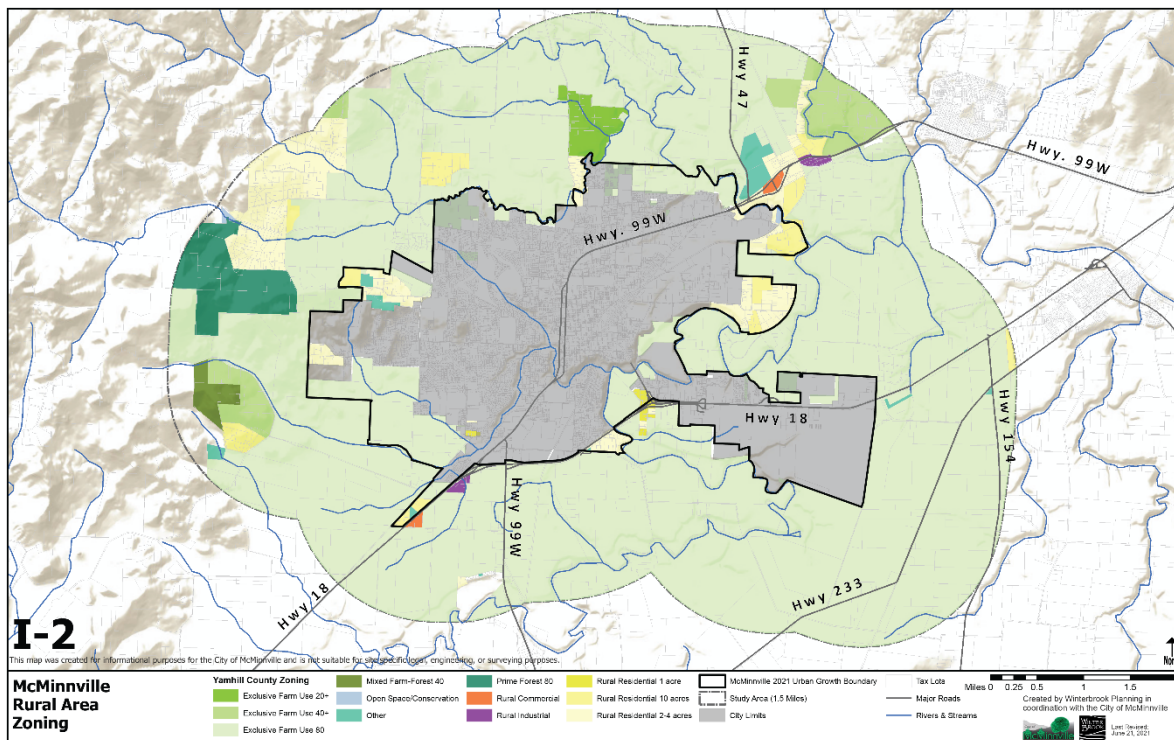 Hwy 47
Hwy. 99W
Hwy. 99W
Hwy 18
Hwy 154
Hwy 99W
Hwy 233
Hwy 18
I-2
This map was created for informational purposes for the City of McMinnville and is not suitable for site specific legal, engineering, or surveying purposes.
McMinnville
Rural Area
Zoning
Yamhill County Zoning
Exclusive Farm Use 20+
Exclusive Farm Use 40+
Exclusive Farm Use 80
Mixed Farm-Forest 40
Open Space/Conservation
Other
Prime Forest 80
Rural Commercial
Rural Industrial
Rural Residential 1 acre
Rural Residential 10 acres
Rural Residential 2-4 acres
McMinnville 2021 Urban Growth Boundary
Study Area (1.5 Miles)
City Limits
Tax Lots
Major Roads
Rivers & Streams
Nor
Miles 0 0.25 0.5 1 1.5
Created by Winterbrook Planning in
coordination with the City of McMinnville
McMinnville
WINTER
BROOK
Last Revised:
June 21, 2021